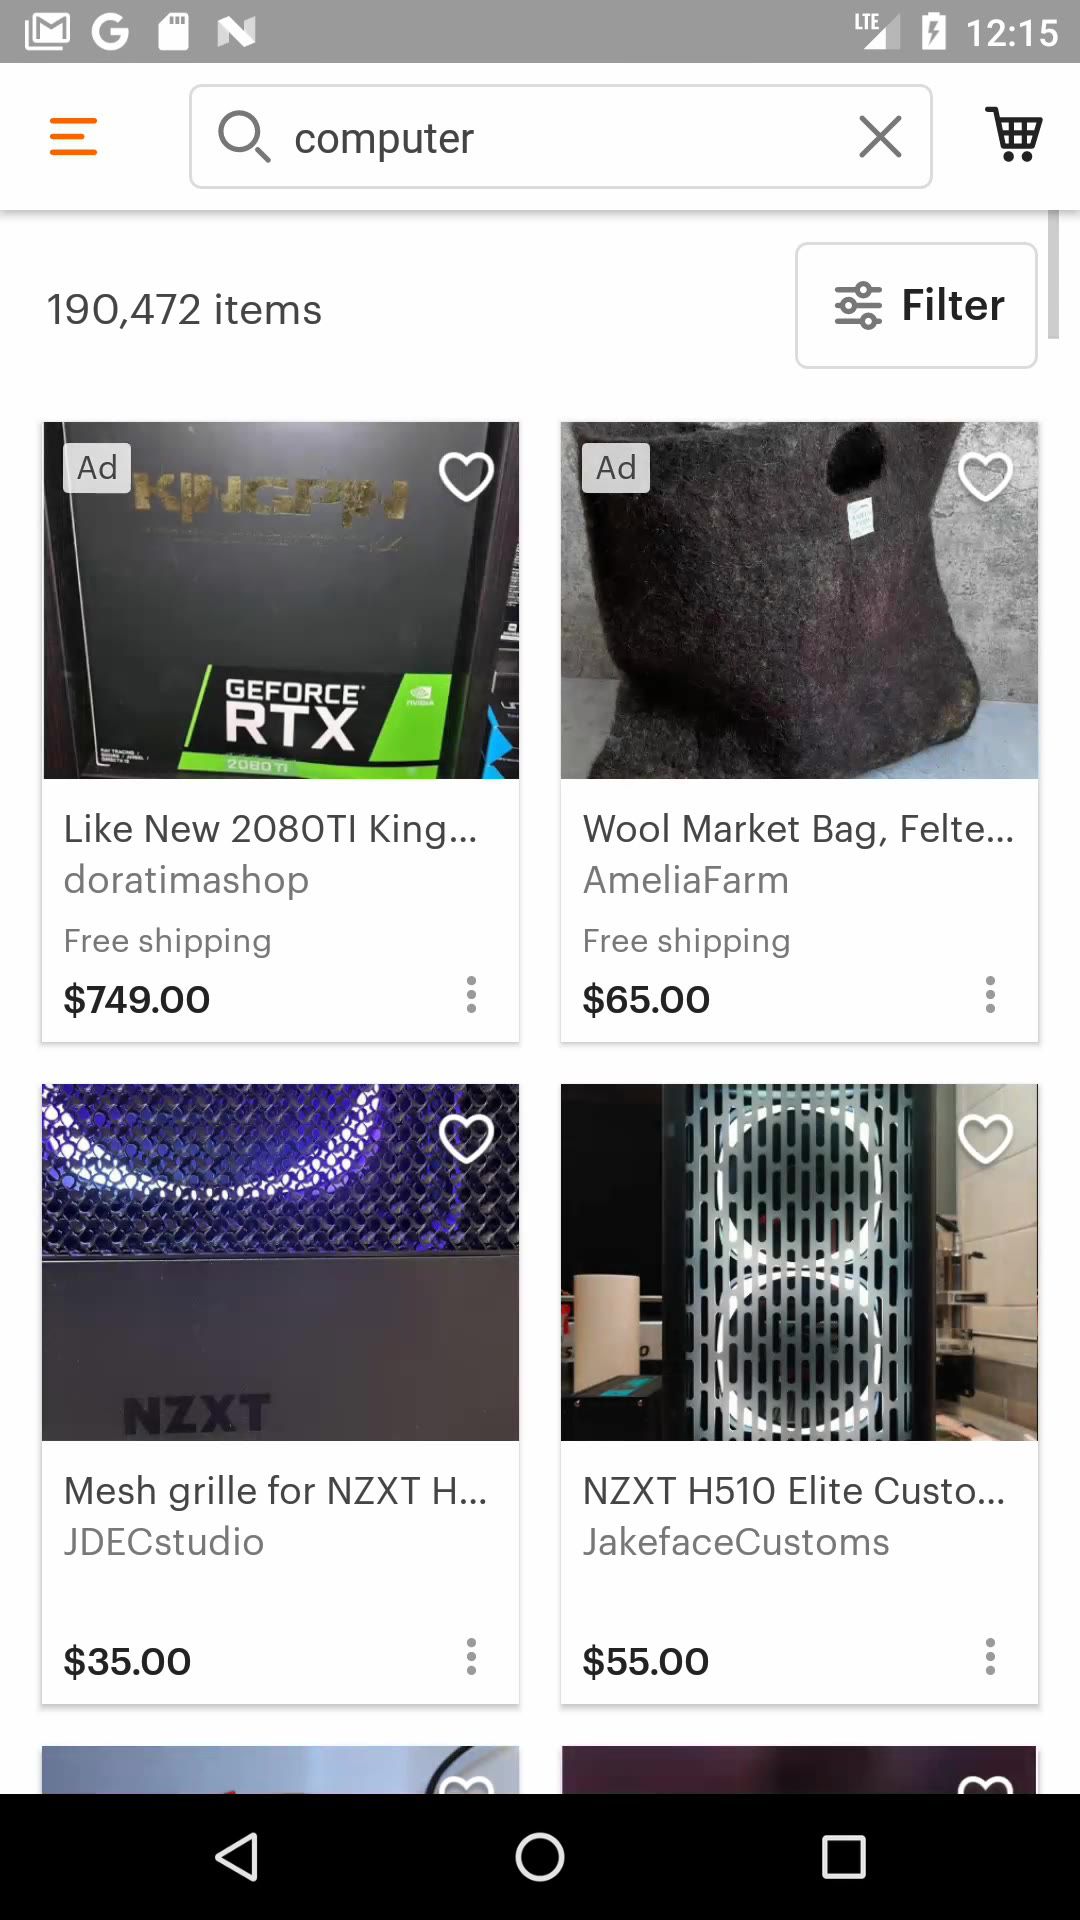 LTE 12:15
computer
190,472 items
Filter
Ad
KINGPIN
GEFORCE
RTX
2080 TI
NVIDIA
Ad
Like New 2080TI King...
doratimashop
Free shipping
$749.00
Wool Market Bag, Felte...
AmeliaFarm
Free shipping
$65.00
NZXT
Mesh grille for NZXT H...
JDECstudio
$35.00
NZXT H510 Elite Custo...
JakefaceCustoms
$55.00